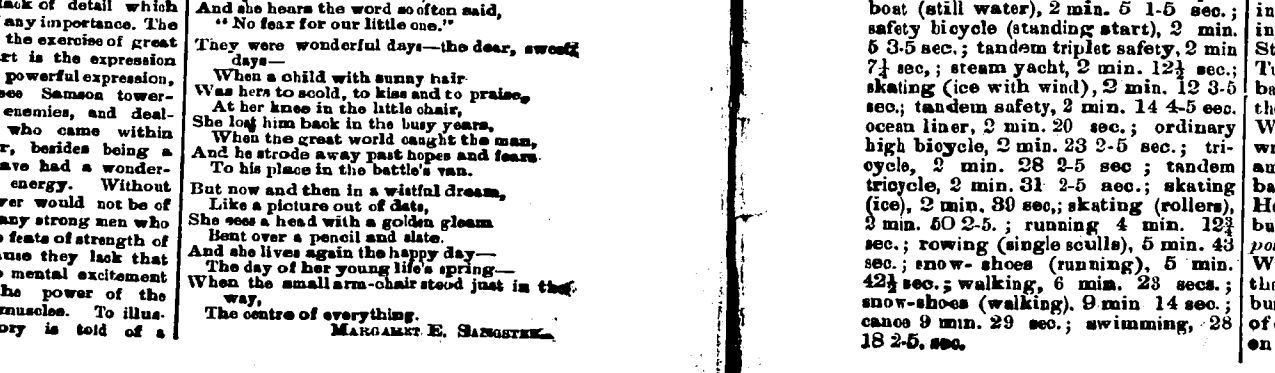 ack of detail which
any importance. The
the exercise of great
rt is the expression
powerful expression,
see Samson tower-
enemies, and deal-
who came within
r, besides being a
ave had a wonder-
energy. Without
ver would not be of
any strong men who
feats of strength of
use they lack that
mental excitement
he power of the
muscles. To illus-
ory is told of a
And she hears the word so often said,
"No fear for our little one."
They were wonderful days—the dear, sweet
days—
When a child with sunny hair
Was hers to scold, to kiss and to praise,
At her knee in the little chair,
She lost him back in the busy years,
When the great world caught the man,
And he strode away past hopes and fears
To his place in the battle's van.
But now and then in a wistful dream,
Like a picture out of date,
She sees a head with a golden gleam
Bent over a pencil and slate.
And she lives again the happy day—
The day of her young life's spring—
When the small arm-chair stood just in the
way,
The centre of everything.
MARGARET E. SANGSTER.
boat (still water), 2 min. 5 1-5 sec.;
safety bicycle (standing start), 2 min.
5 3-5 sec.; tandem triplet safety, 2 min
7¼ sec,; steam yacht, 2 min. 12½ sec.;
skating (ice with wind), 2 min. 12 3-5
sec.; tandem safety, 2 min. 14 4-5 sec.
ocean liner, 2 min. 20 sec.; ordinary
high bicycle, 2 min. 23 2-5 sec.; tri-
cycle, 2 min. 28 2-5 sec ; tandem
tricycle, 2 min. 31 2-5 sec.; skating
(ice), 2 min. 39 sec,; skating (rollers),
2 min. 50 2-5. ; running 4 min. 12¾
sec.; rowing (single sculls), 5 min. 43
sec.; snow- shoes (running), 5 min.
42½ sec.; walking, 6 min. 23 secs.;
snow-shoes (walking). 9 min 14 sec.;
canoe 9 min. 29 sec.; swimming, 28
18 2-5. sec.